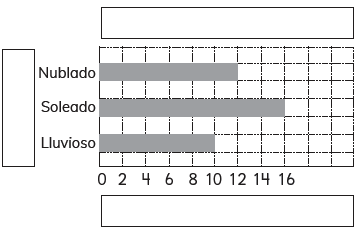 Nublado
Soleado
Lluvioso
0 2 4 6 8 10 12 14 16